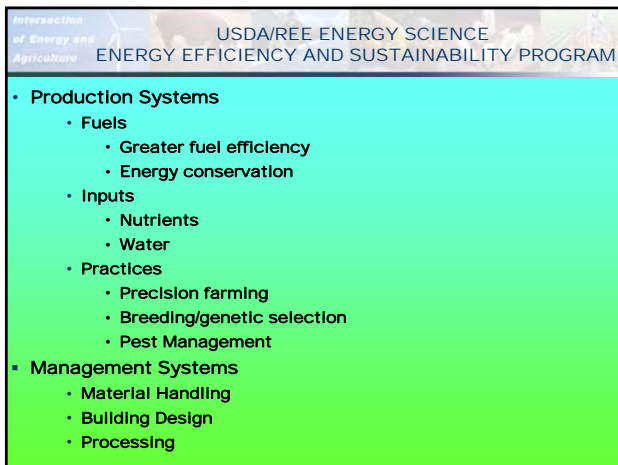 Intersection
of Energy and
Agriculture
USDA/REE ENERGY SCIENCE
ENERGY EFFICIENCY AND SUSTAINABILITY PROGRAM
• Production Systems
• Fuels
• Greater fuel efficiency
• Energy conservation
• Inputs
• Nutrients
• Water
• Practices
• Precision farming
• Breeding/genetic selection
• Pest Management
▪ Management Systems
• Material Handling
• Building Design
• Processing